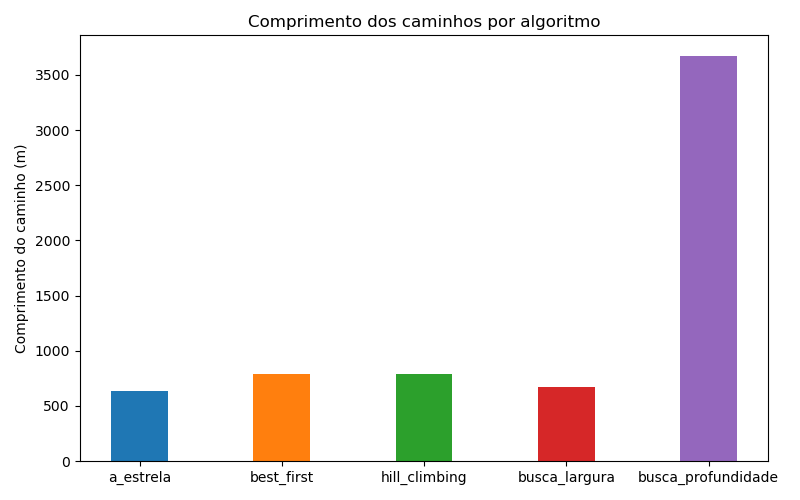 Comprimento dos caminhos por algoritmo
Comprimento do caminho (m)
3500
3000
2500
2000
1500
1000
500
0
a_estrela
best_first
hill_climbing
busca_largura
busca_profundidade